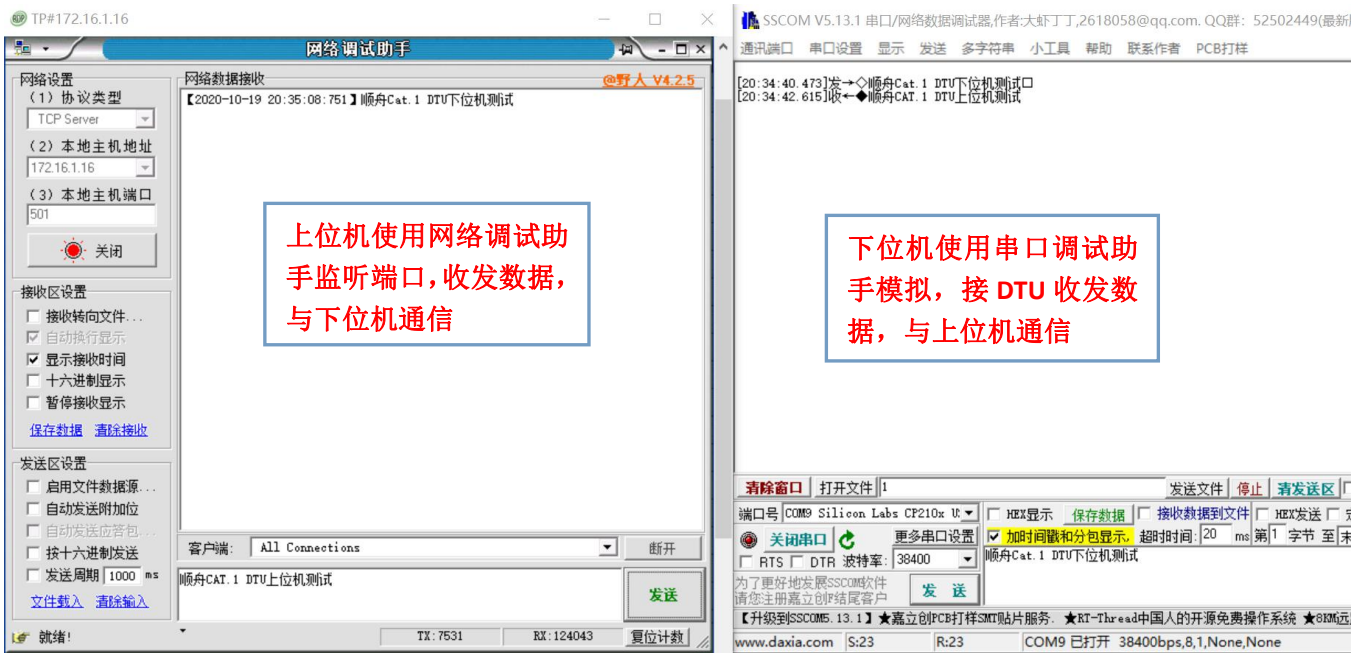 TP#172.16.1.16
网络调试助手
网络设置
(1) 协议类型
TCP Server
(2) 本地主机地址
172.16.1.16
(3) 本地主机端口
501
关闭
接收区设置
接收转向文件...
自动换行显示
显示接收时间
十六进制显示
暂停接收显示
保存数据 清除接收
发送区设置
启用文件数据源...
自动发送附加位
自动发送应答包...
按十六进制发送
发送周期 1000 ms
文件载入 清除输入
就绪!
网络数据接收
@野人 V4.2.5
【2020-10-19 20:35:08:751】顺舟Cat.1 DTU下位机测试
上位机使用网络调试助
手监听端口，收发数据，
与下位机通信
客户端: All Connections 断开
顺舟CAT.1 DTU上位机测试
发送
TX:7531 RX:124043 复位计数
SSCOM V5.13.1 串口/网络数据调试器,作者:大虾丁丁,2618058@qq.com. QQ群: 52502449(最新
通讯端口 串口设置 显示 发送 多字符串 小工具 帮助 联系作者 PCB打样
[20:34:40.473]发→◇顺舟Cat.1 DTU下位机测试□
[20:34:42.615]收←◆顺舟CAT.1 DTU上位机测试
下位机使用串口调试助
手模拟，接 DTU 收发数
据，与上位机通信
清除窗口 打开文件 1 发送文件 停止 清发送区
端口号 COM9 Silicon Labs CP210x U HEX显示 保存数据 接收数据到文件 HEX发送
关闭串口 更多串口设置 加时间戳和分包显示, 超时时间: 20 ms 第1 字节 至 末
RTS DTR 波特率: 38400
顺舟Cat.1 DTU下位机测试
为了更好地发展SSCOM软件
请您注册嘉立创F结尾客户
发 送
【升级到SSCOM5.13.1】★嘉立创PCB打样SMT贴片服务. ★RT-Thread中国人的开源免费操作系统 ★8KM远
www.daxia.com S:23 R:23 COM9 已打开 38400bps,8,1,None,None